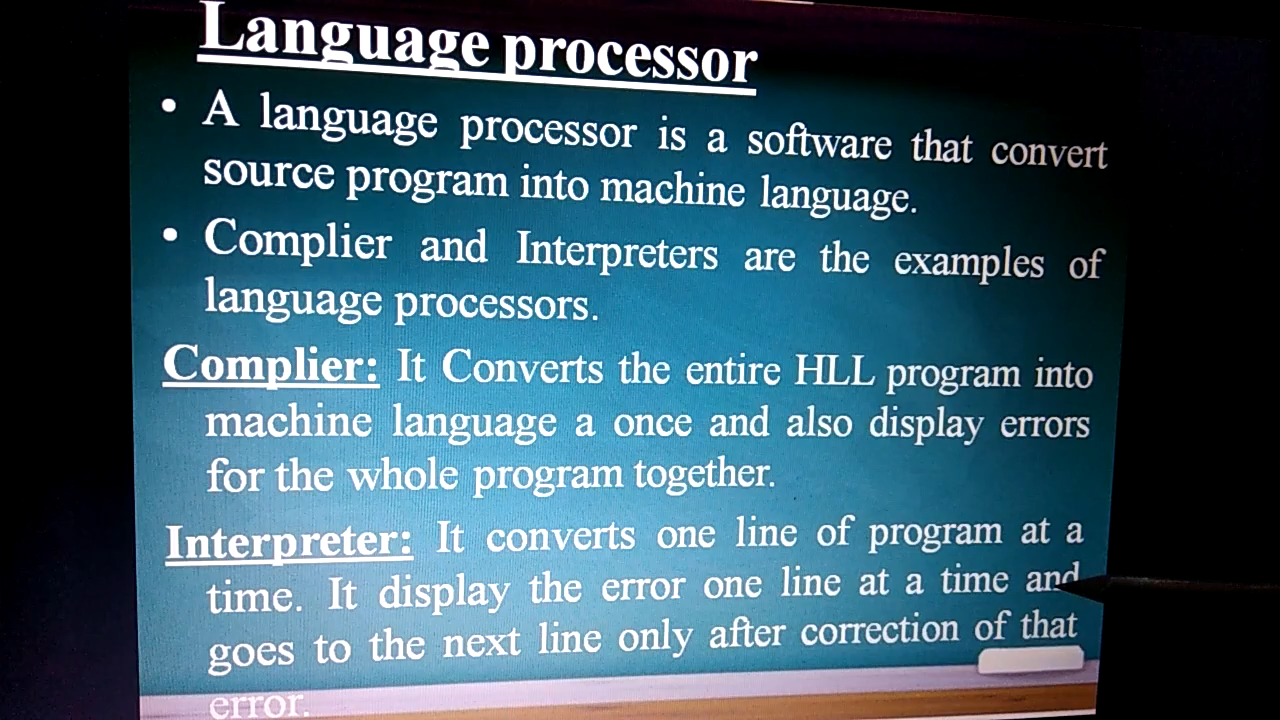 Language processor
• A language processor is a software that convert
source program into machine language.
• Complier and Interpreters are the examples of
language processors.
Complier: It Converts the entire HLL program into
machine language a once and also display errors
for the whole program together.
Interpreter: It converts one line of program at a
time. It display the error one line at a time and
goes to the next line only after correction of that
error.